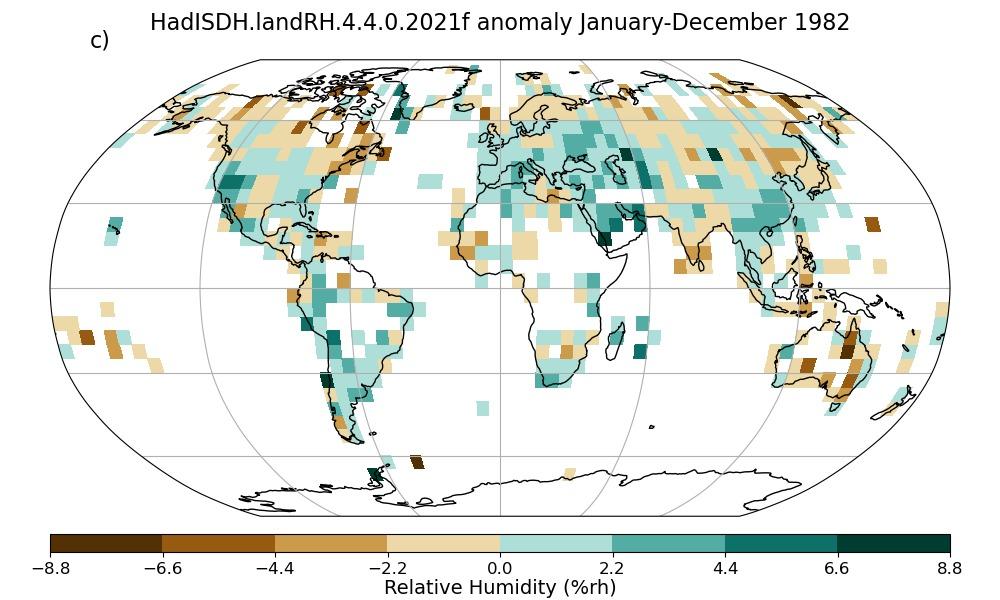 HadISDH.landRH.4.4.0.2021f anomaly January-December 1982
c)
−8.8 −6.6 −4.4 −2.2 0.0 2.2 4.4 6.6 8.8
Relative Humidity (%rh)